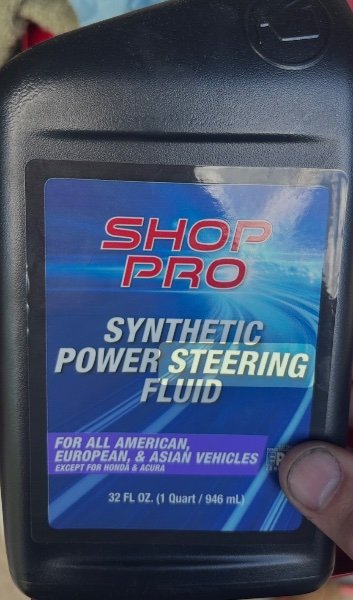 SHOP
PRO
SYNTHETIC
POWER STEERING
FLUID
FOR ALL AMERICAN,
EUROPEAN, & ASIAN VEHICLES
EXCEPT FOR HONDA & ACURA
32 FL OZ. (1 Quart / 946 mL)